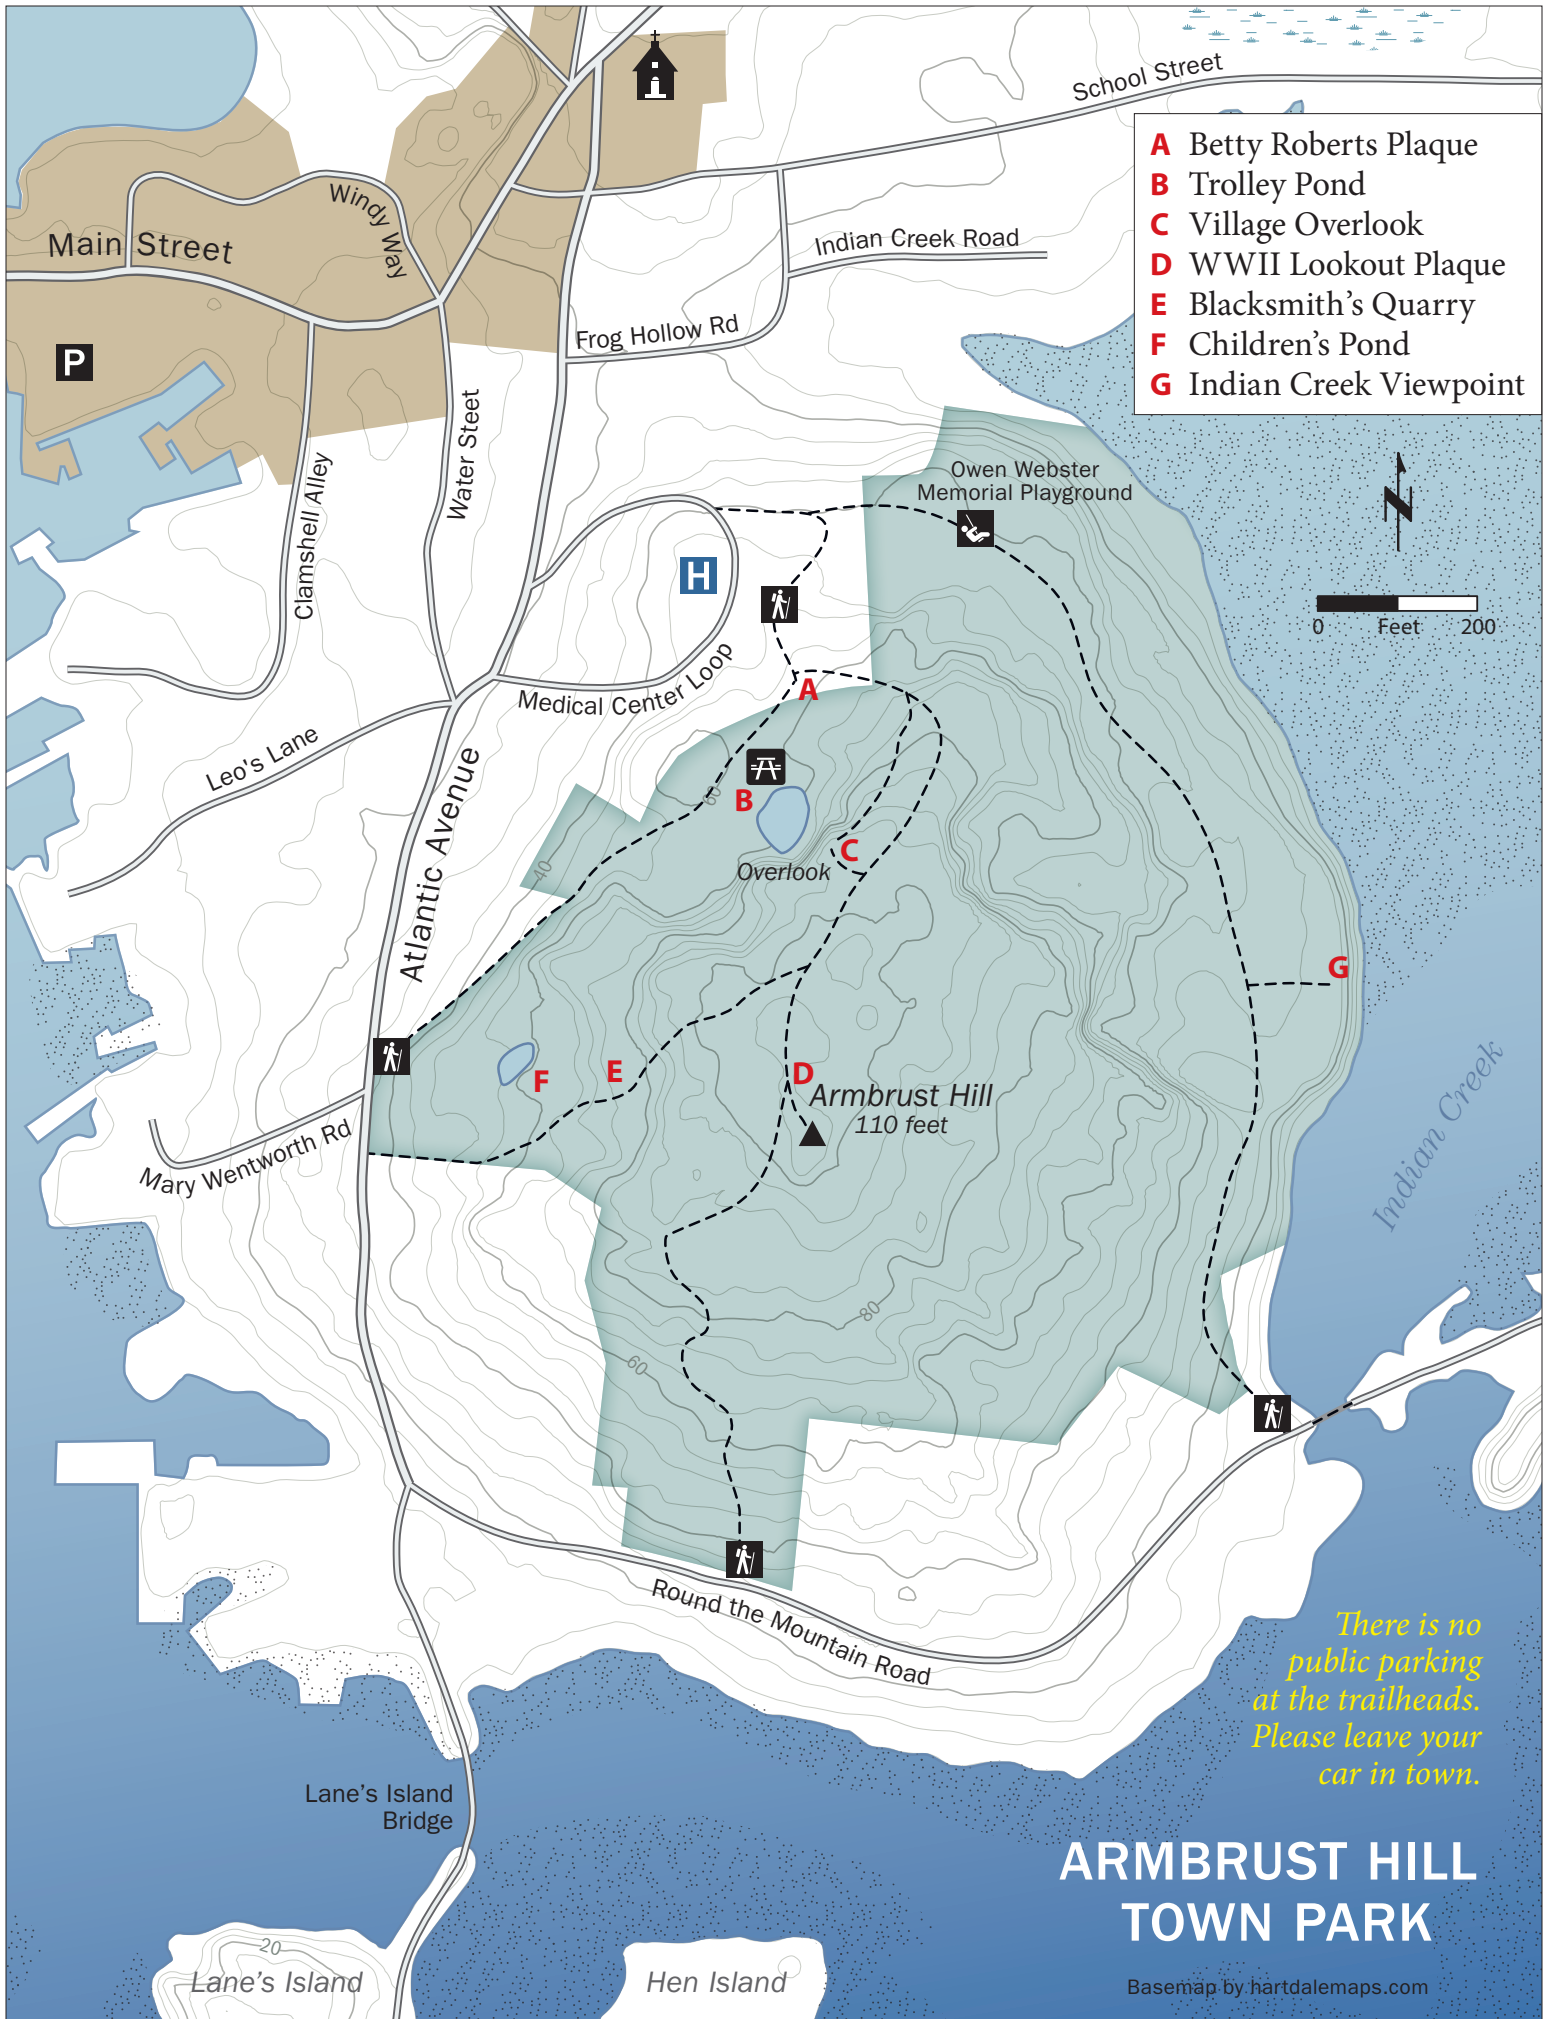 School Street
A Betty Roberts Plaque
B Trolley Pond
C Village Overlook
D WWII Lookout Plaque
E Blacksmith's Quarry
F Children's Pond
G Indian Creek Viewpoint
Windy Way
Main Street
Indian Creek Road
Frog Hollow Rd
P
Water Steet
Clamshell Alley
Owen Webster
Memorial Playground
N
H
0 Feet 200
Medical Center Loop
A
Leo's Lane
Atlantic Avenue
60
B
C
Overlook
40
G
F
E
D
Armbrust Hill
110 feet
Indian Creek
Mary Wentworth Rd
80
60
Round the Mountain Road
There is no
public parking
at the trailheads.
Please leave your
car in town.
Lane's Island
Bridge
ARMBRUST HILL
TOWN PARK
20
Lane's Island
Hen Island
Basemap by hartdalemaps.com